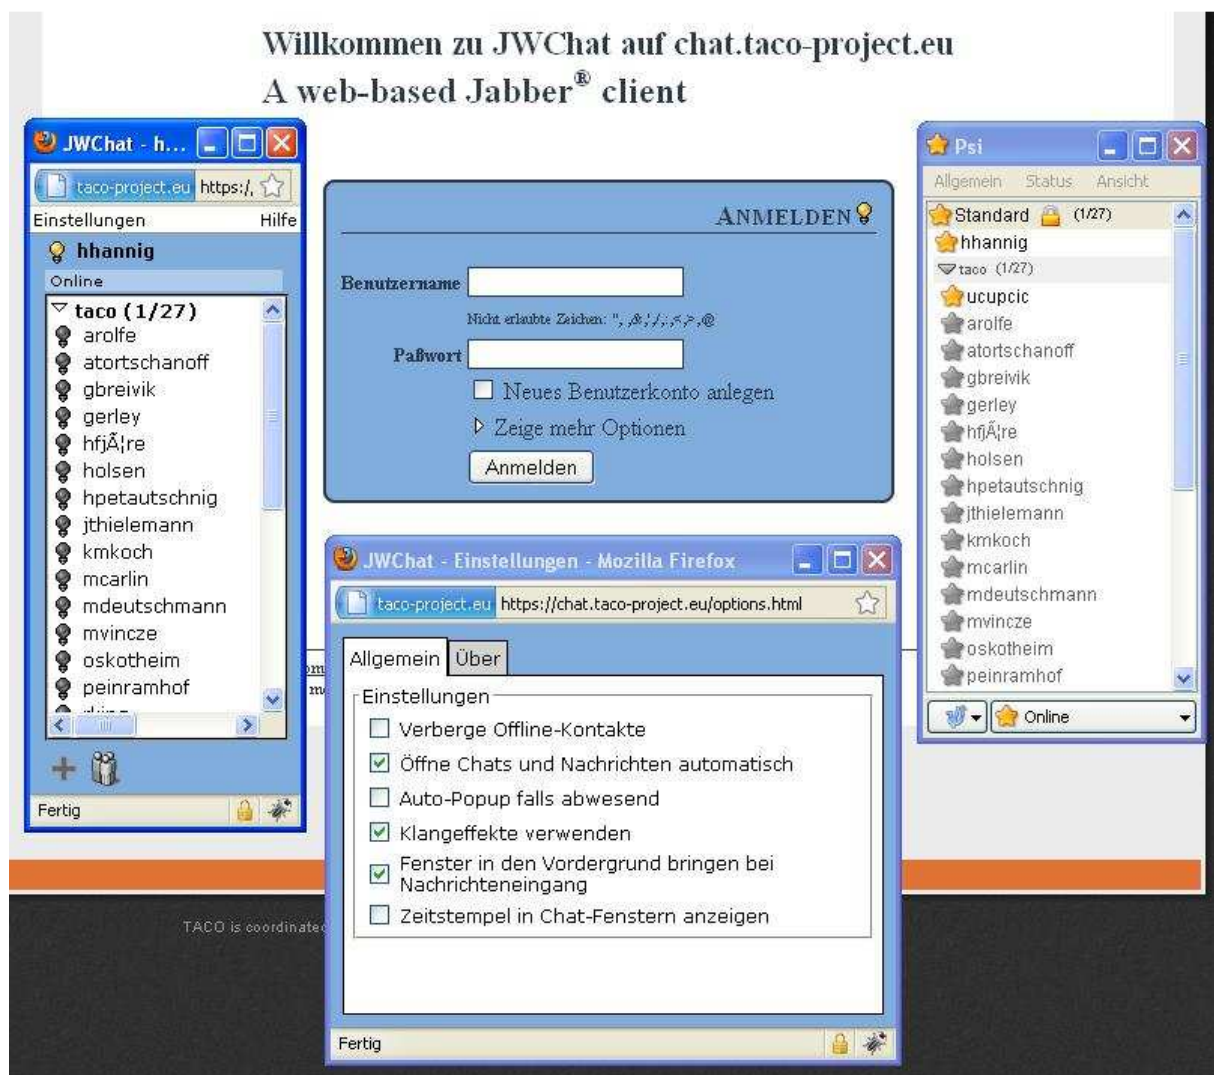 Willkommen zu JWChat auf chat.taco-project.eu
A web-based Jabber® client
JWChat - h...
taco-project.eu https:/,
Einstellungen Hilfe
hhannig
Online
taco (1/27)
arolfe
atortschanoff
gbreivik
gerley
hfjÃ¦re
holsen
hpetautschnig
jthielemann
kmkoch
mcarlin
mdeutschmann
mvincze
oskotheim
peinramhof
Fertig
ANMELDEN
Benutzername
Nicht erlaubte Zeichen: ", ,&,',/,:,<,>,@
Paßwort
Neues Benutzerkonto anlegen
Zeige mehr Optionen
Anmelden
JWChat - Einstellungen - Mozilla Firefox
taco-project.eu https://chat.taco-project.eu/options.html
Allgemein Über
Einstellungen
Verberge Offline-Kontakte
Öffne Chats und Nachrichten automatisch
Auto-Popup falls abwesend
Klangeffekte verwenden
Fenster in den Vordergrund bringen bei
Nachrichteneingang
Zeitstempel in Chat-Fenstern anzeigen
Fertig
Psi
Allgemein Status Ansicht
Standard (1/27)
hhannig
taco (1/27)
ucupcic
arolfe
atortschanoff
gbreivik
gerley
hfjÃ¦re
holsen
hpetautschnig
jthielemann
kmkoch
mcarlin
mdeutschmann
mvincze
oskotheim
peinramhof
Online
TACO is coordinated